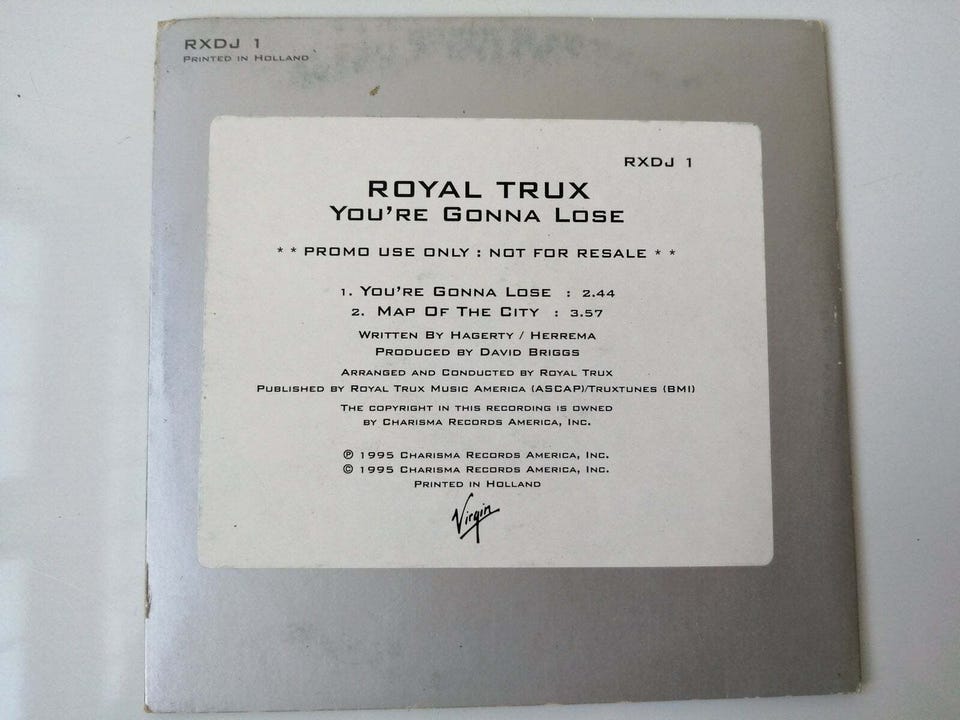 RXDJ 1
PRINTED IN HOLLAND
RXDJ 1
ROYAL TRUX
YOU'RE GONNA LOSE
* * PROMO USE ONLY : NOT FOR RESALE * *
1. YOU'RE GONNA LOSE : 2.44
2. MAP OF THE CITY : 3.57
WRITTEN BY HAGERTY / HERREMA
PRODUCED BY DAVID BRIGGS
ARRANGED AND CONDUCTED BY ROYAL TRUX
PUBLISHED BY ROYAL TRUX MUSIC AMERICA (ASCAP)/TRUXTUNES (BMI)
THE COPYRIGHT IN THIS RECORDING IS OWNED
BY CHARISMA RECORDS AMERICA, INC.
℗ 1995 CHARISMA RECORDS AMERICA, INC.
© 1995 CHARISMA RECORDS AMERICA, INC.
PRINTED IN HOLLAND
Virgin